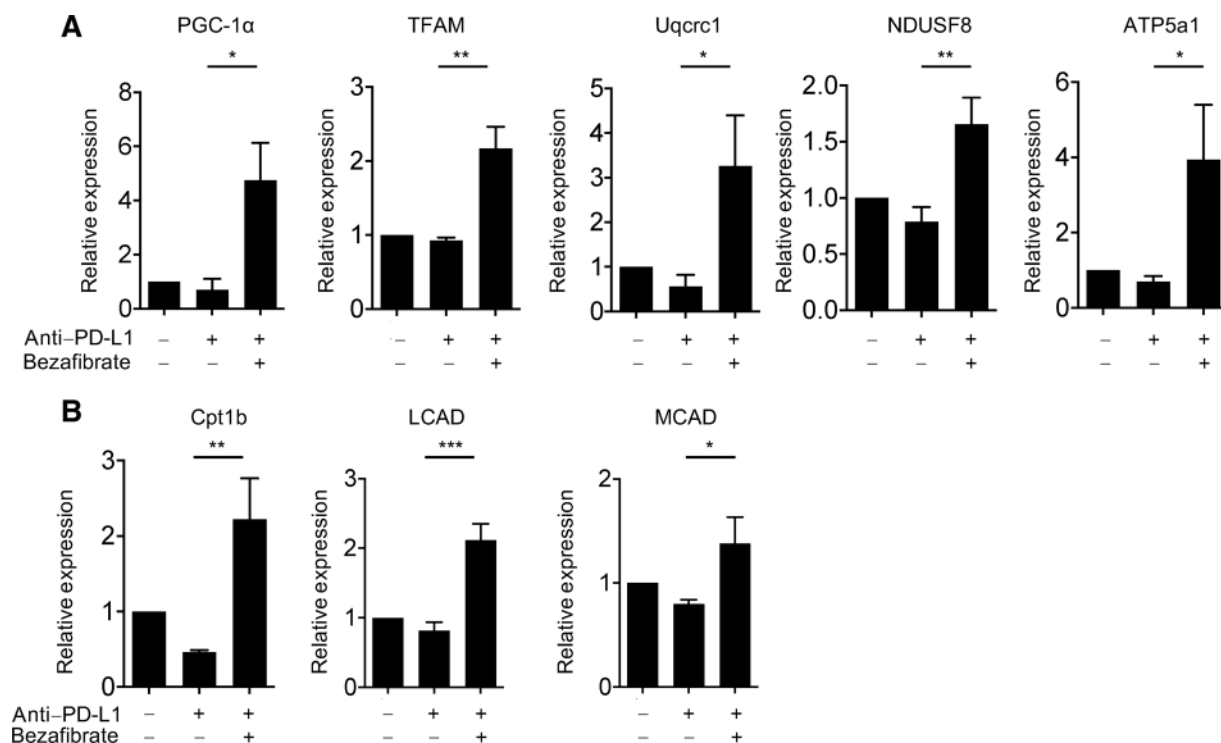 A
PGC-1α TFAM Uqcrc1 NDUSF8 ATP5a1
* ** * ** *
Relative expression Relative expression Relative expression Relative expression Relative expression
8 6 4 2 0
3 2 1 0
5 4 3 2 1 0
2.0 1.5 1.0 0.5 0.0
6 4 2 0
Anti–PD-L1 – + + – + + – + + – + + – + +
Bezafibrate – – + – – + – – + – – + – – +
B
Cpt1b LCAD MCAD
** *** *
Relative expression Relative expression Relative expression
3 2 1 0
3 2 1 0
2 1 0
Anti–PD-L1 – + + – + + – + +
Bezafibrate – – + – – + – – +